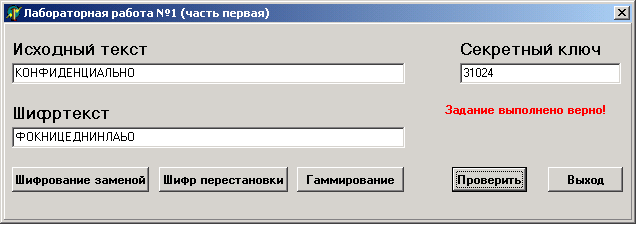 Лабораторная работа №1 (часть первая)
Исходный текст
Секретный ключ
КОНФИДЕНЦИАЛЬНО
31024
Шифртекст
Задание выполнено верно!
ФОКНИЦЕДНИНЛАЬО
Шифрование заменой
Шифр перестановки
Гаммирование
Проверить
Выход